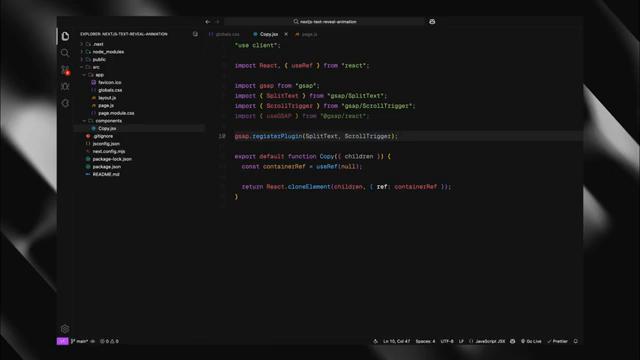 nextjs-text-reveal-animation
EXPLORER: NEXTJS-TEXT-REVEAL-ANIMATION
.next
node_modules
public
src
app
favicon.ico
globals.css
layout.js
page.js
page.module.css
components
Copy.jsx
.gitignore
jsconfig.json
next.config.mjs
package-lock.json
package.json
README.md
globals.css
Copy.jsx
page.js
"use client";
import React, { useRef } from "react";
import gsap from "gsap";
import { SplitText } from "gsap/SplitText";
import { ScrollTrigger } from "gsap/ScrollTrigger";
import { useGSAP } from "@gsap/react";
10 gsap.registerPlugin(SplitText, ScrollTrigger);
export default function Copy({ children }) {
const containerRef = useRef(null);
return React.cloneElement(children, { ref: containerRef });
}
main* 0 0 Ln 10, Col 47 Spaces: 4 UTF-8 LF {} JavaScript JSX Go Live Prettier